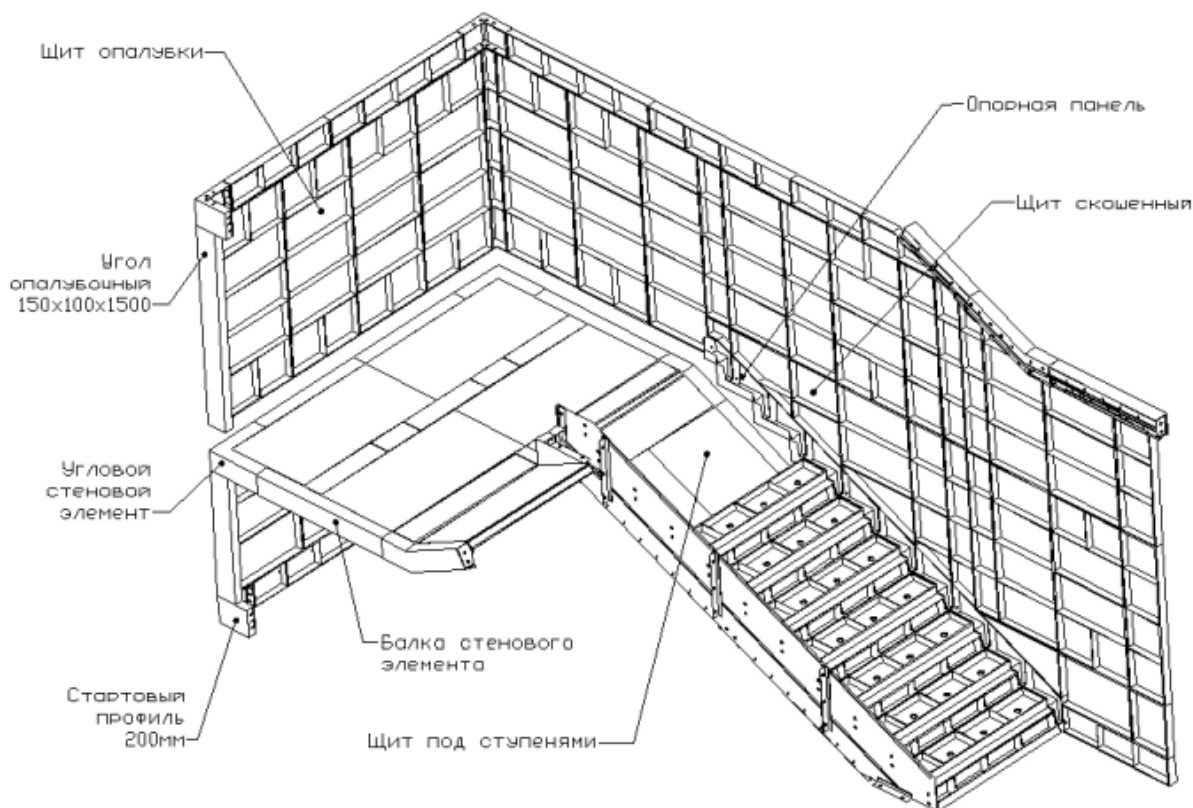 Щит опалубки
Опорная панель
Щит скошенный
Угол
опалубочный
150x100x1500
Угловой
стеновой
элемент
Балка стенового
элемента
Стартовый
профиль
200мм
Щит под ступенями